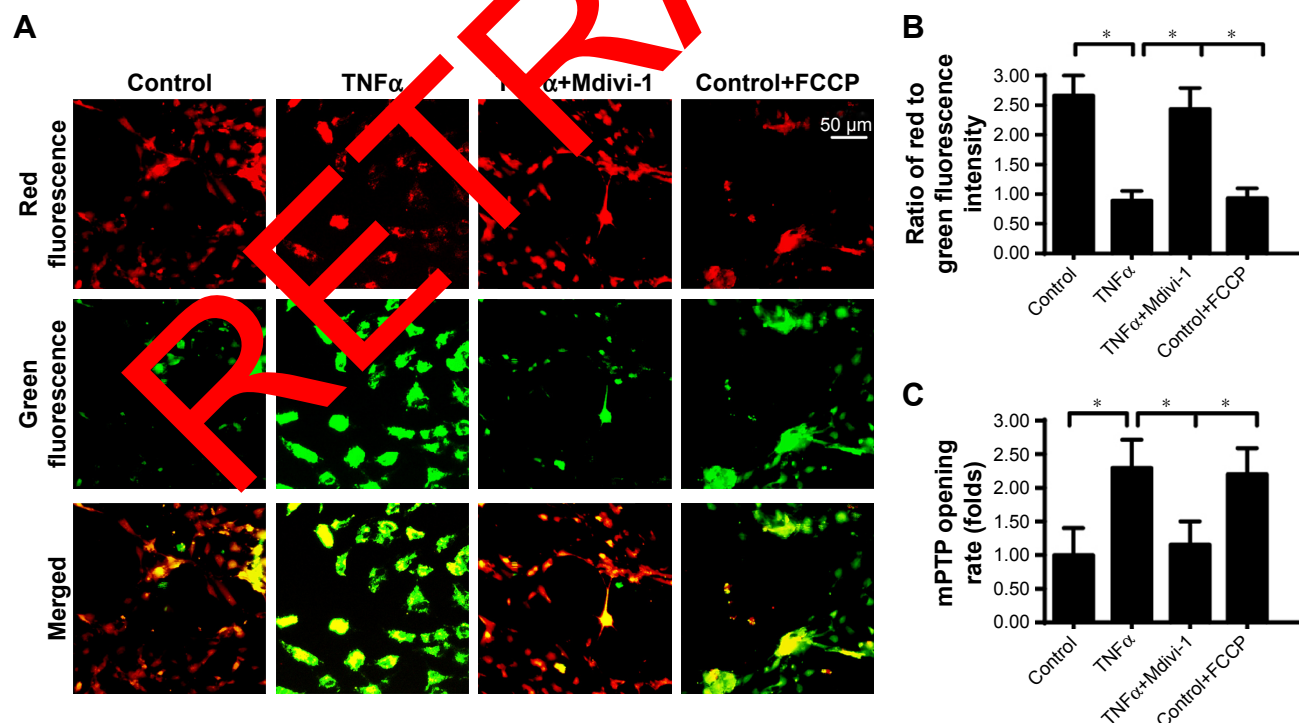 A
Control
TNFα
TNFα+Mdivi-1
Control+FCCP
50 µm
Red
fluorescence
Green
fluorescence
Merged
RETRA
B
Ratio of red to
green fluorescence
intensity
* * *
3.00
2.50
2.00
1.50
1.00
0.50
0.00
Control
TNFα
TNFα+Mdivi-1
Control+FCCP
C
mPTP opening
rate (folds)
* * *
3.00
2.50
2.00
1.50
1.00
0.50
0.00
Control
TNFα
TNFα+Mdivi-1
Control+FCCP